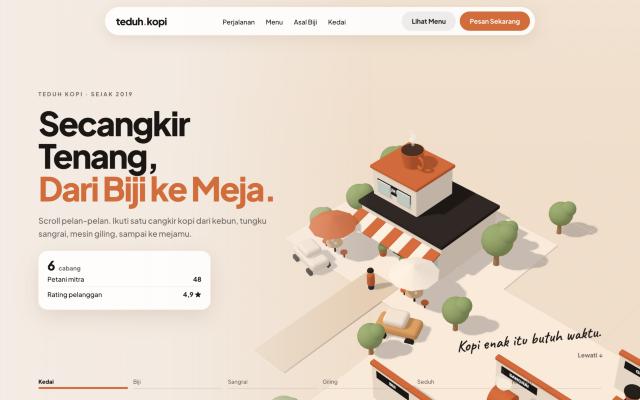 teduh.kopi
Perjalanan Menu Asal Biji Kedai
Lihat Menu
Pesan Sekarang
TEDUH KOPI · SEJAK 2019
Secangkir
Tenang,
Dari Biji ke Meja.
Scroll pelan-pelan. Ikuti satu cangkir kopi dari kebun, tungku
sangrai, mesin giling, sampai ke mejamu.
6 cabang
Petani mitra 48
Rating pelanggan 4,9 ★
Kopi enak itu butuh waktu.
Lewati ↓
Kedai Biji Sangrai Giling Seduh